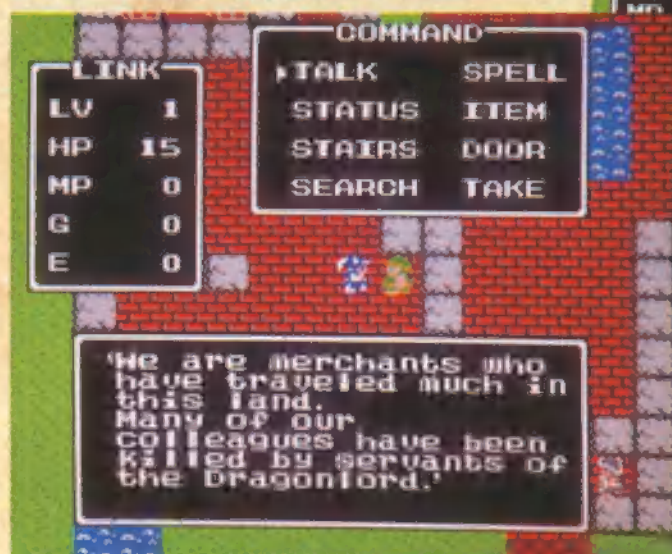 MP
COMMAND
TALK SPELL
STATUS ITEM
STAIRS DOOR
SEARCH TAKE
LINK
LV 1
HP 15
MP 0
G 0
E 0
'We are merchants who
have traveled much in
this land.
Many of our
colleagues have been
killed by servants of
the Dragonlord.'